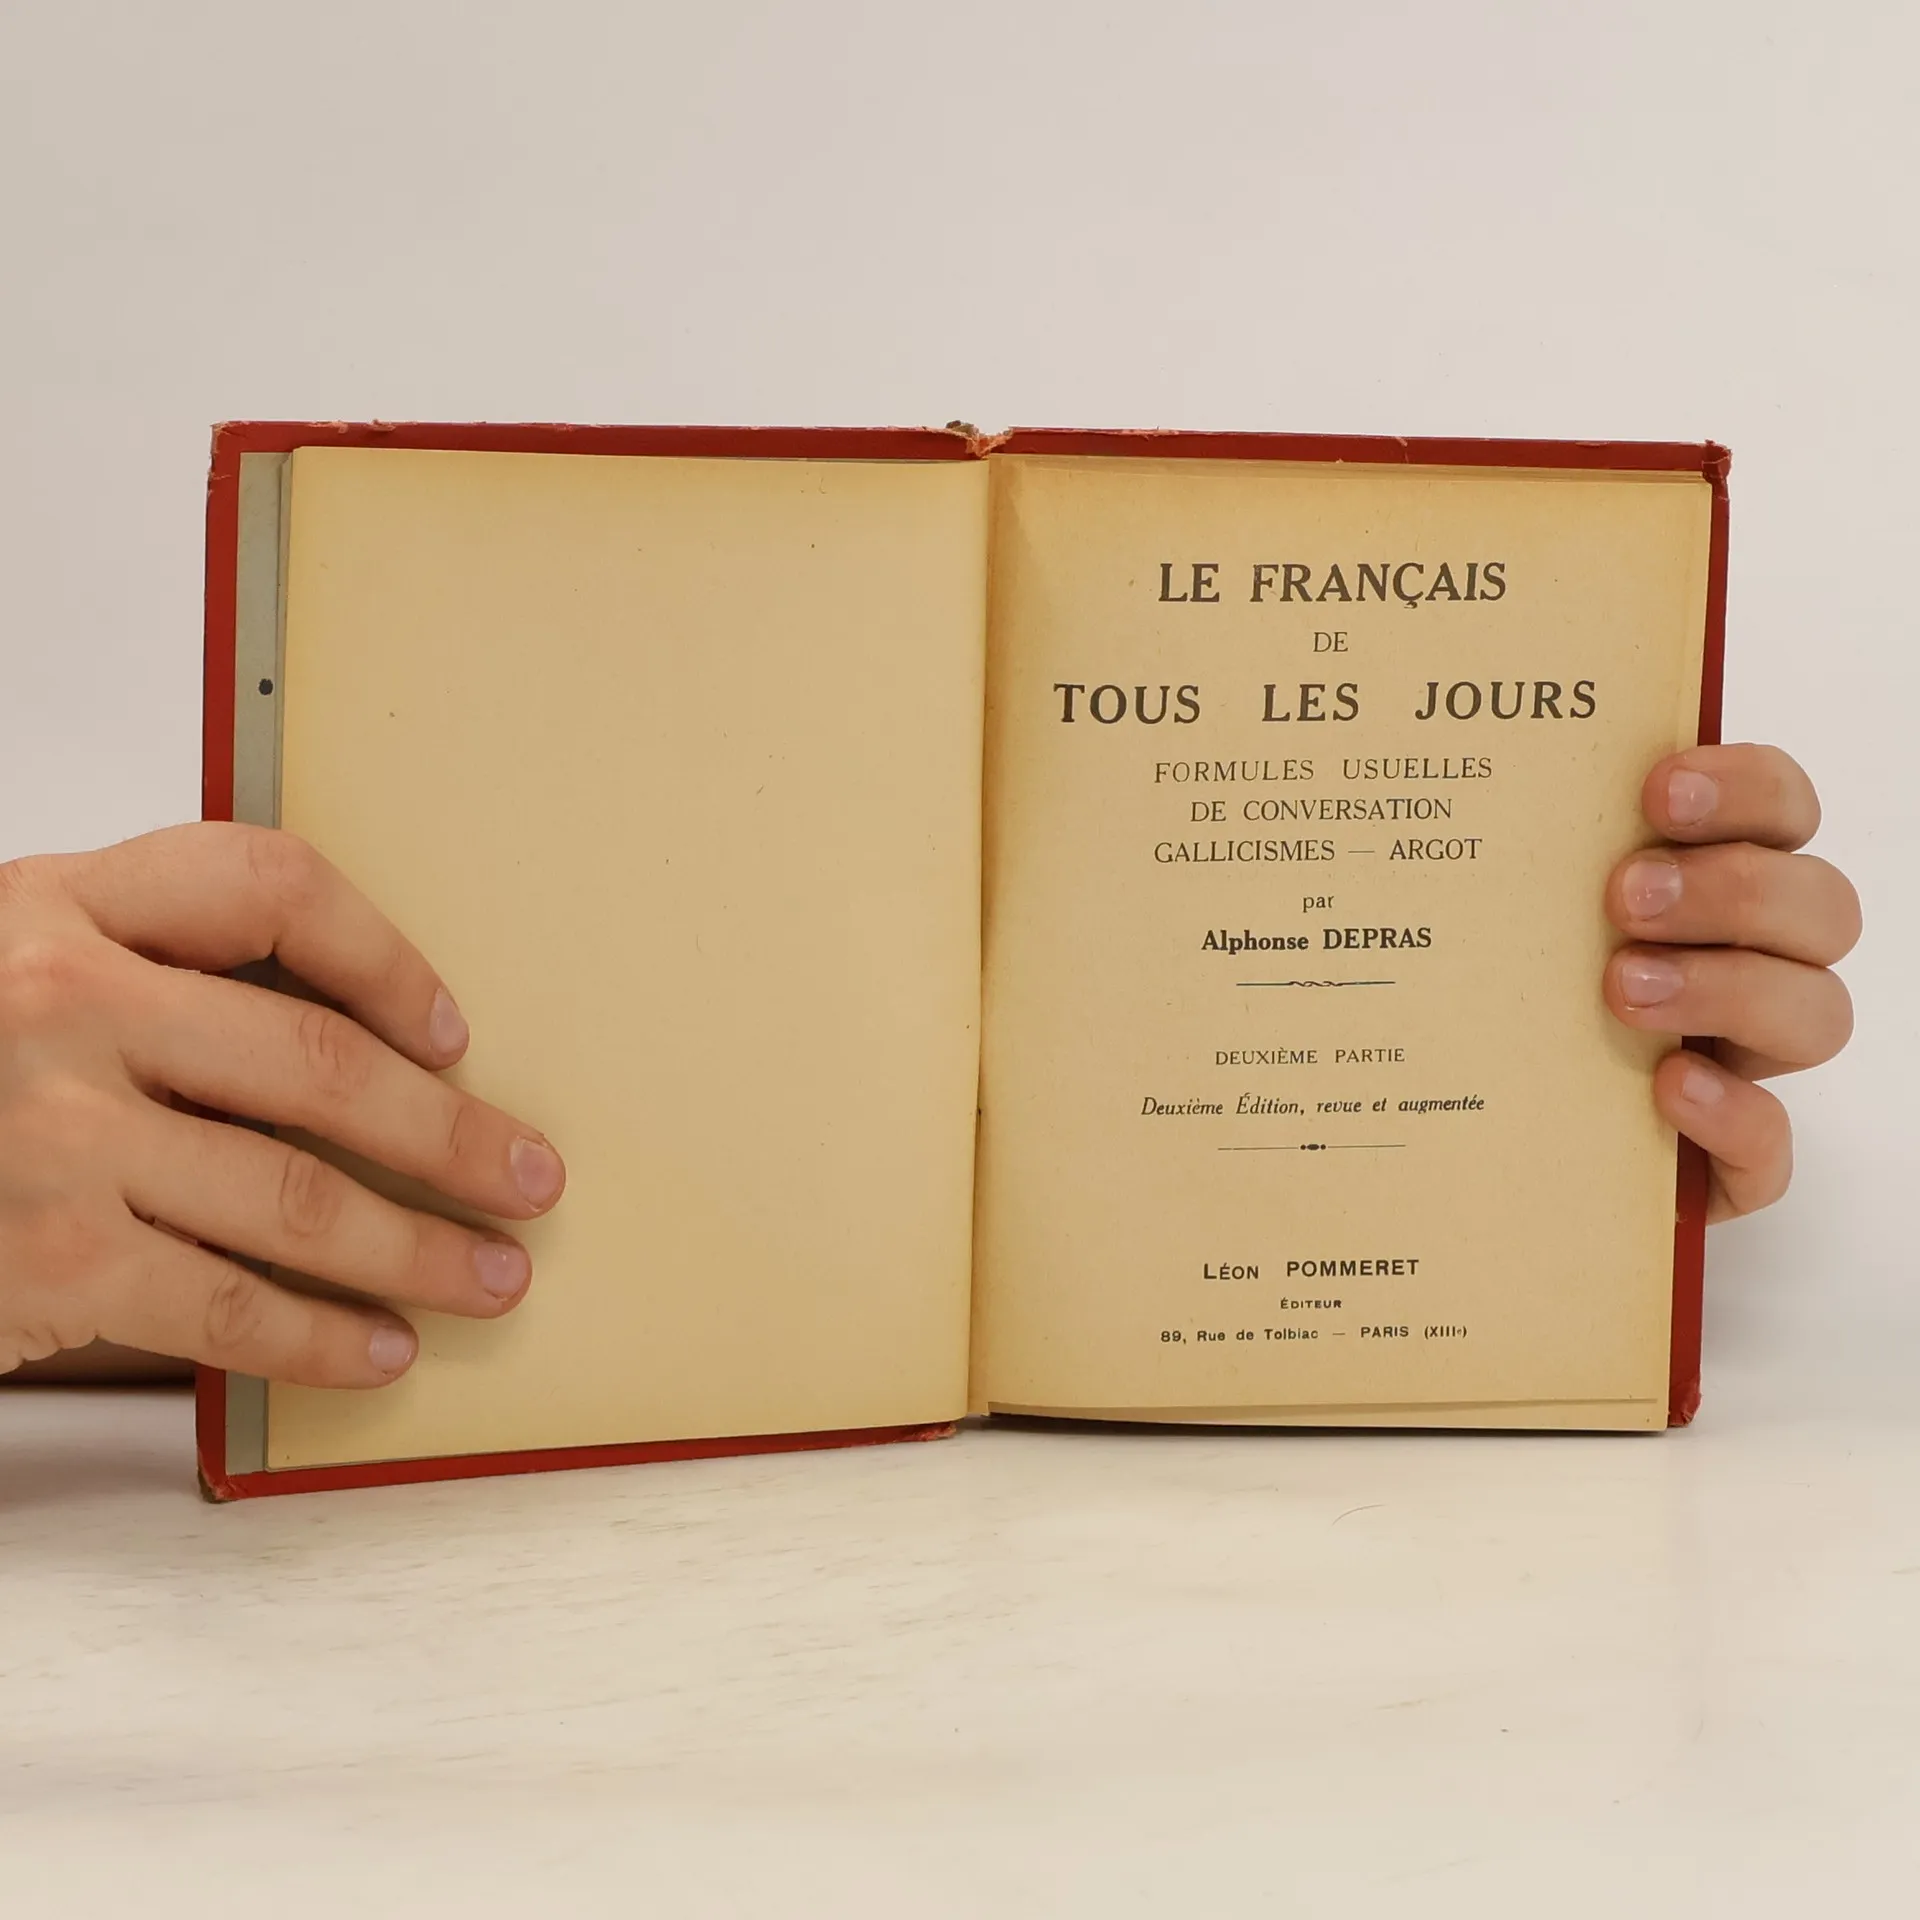 LE FRANÇAIS
DE
TOUS LES JOURS
FORMULES USUELLES
DE CONVERSATION
GALLICISMES — ARGOT
par
Alphonse DEPRAS
DEUXIÈME PARTIE
Deuxième Édition, revue et augmentée
LÉON POMMERET
ÉDITEUR
89, Rue de Tolbiac — PARIS (XIIIe)